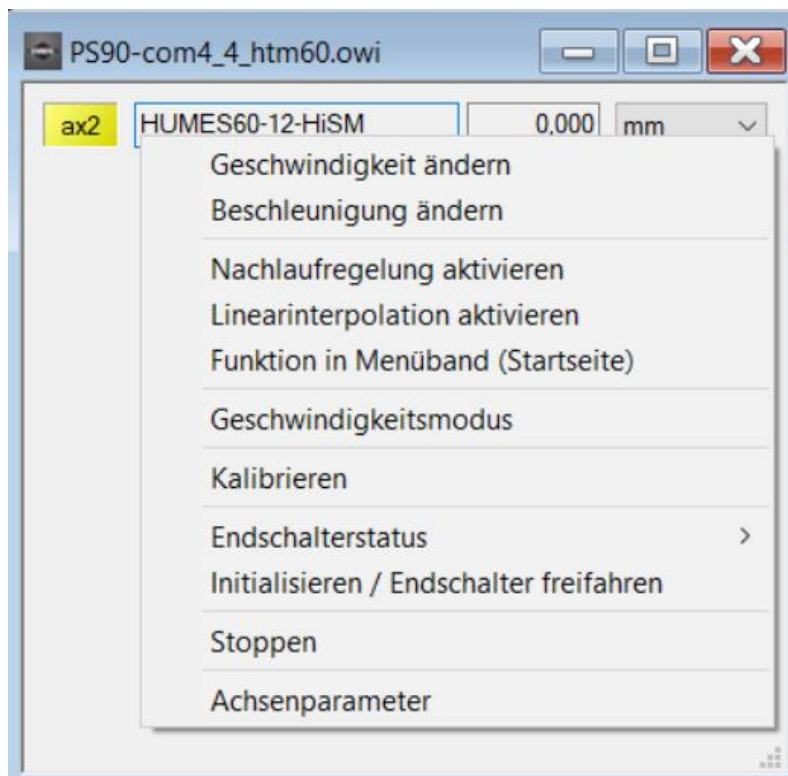 PS90-com4_4_htm60.owi
ax2 HUMES60-12-HiSM 0,000 mm
Geschwindigkeit ändern
Beschleunigung ändern
Nachlaufregelung aktivieren
Linearinterpolation aktivieren
Funktion in Menüband (Startseite)
Geschwindigkeitsmodus
Kalibrieren
Endschalterstatus
Initialisieren / Endschalter freifahren
Stoppen
Achsenparameter